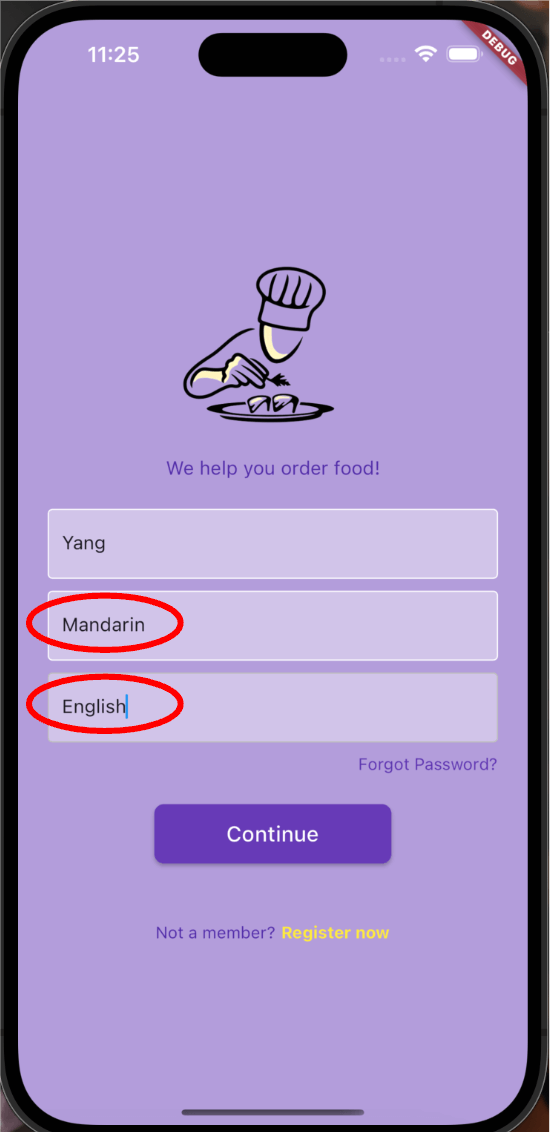 11:25
DEBUG
We help you order food!
Yang
Mandarin
English
Forgot Password?
Continue
Not a member? Register now